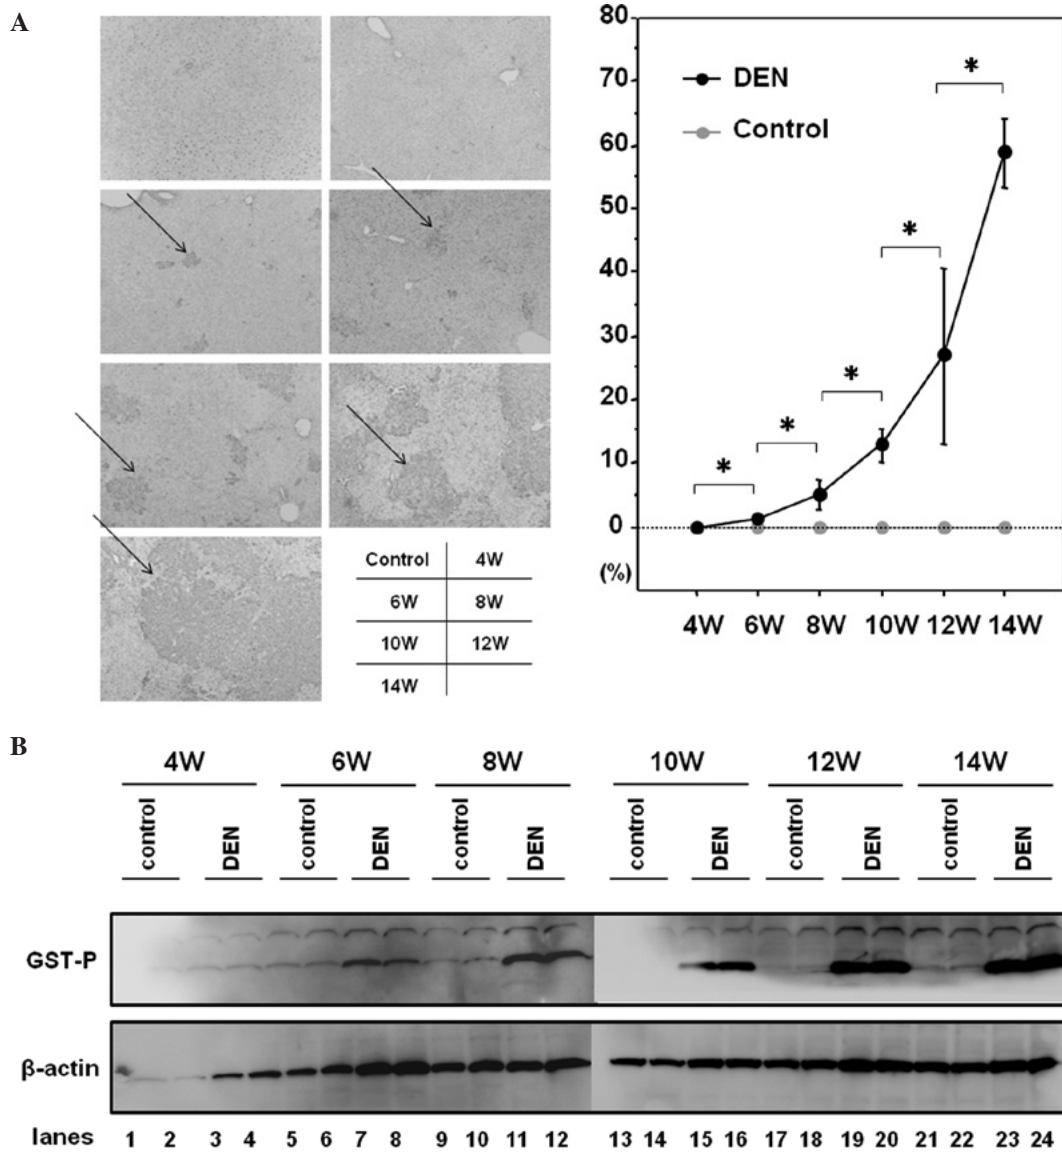 A
80
70
60
50
40
30
20
10
0
(%)
DEN
Control
*
*
*
*
*
4W 6W 8W 10W 12W 14W
Control 4W
6W 8W
10W 12W
14W
B
4W 6W 8W 10W 12W 14W
control DEN control DEN control DEN control DEN control DEN control DEN
GST-P
β-actin
lanes 1 2 3 4 5 6 7 8 9 10 11 12 13 14 15 16 17 18 19 20 21 22 23 24